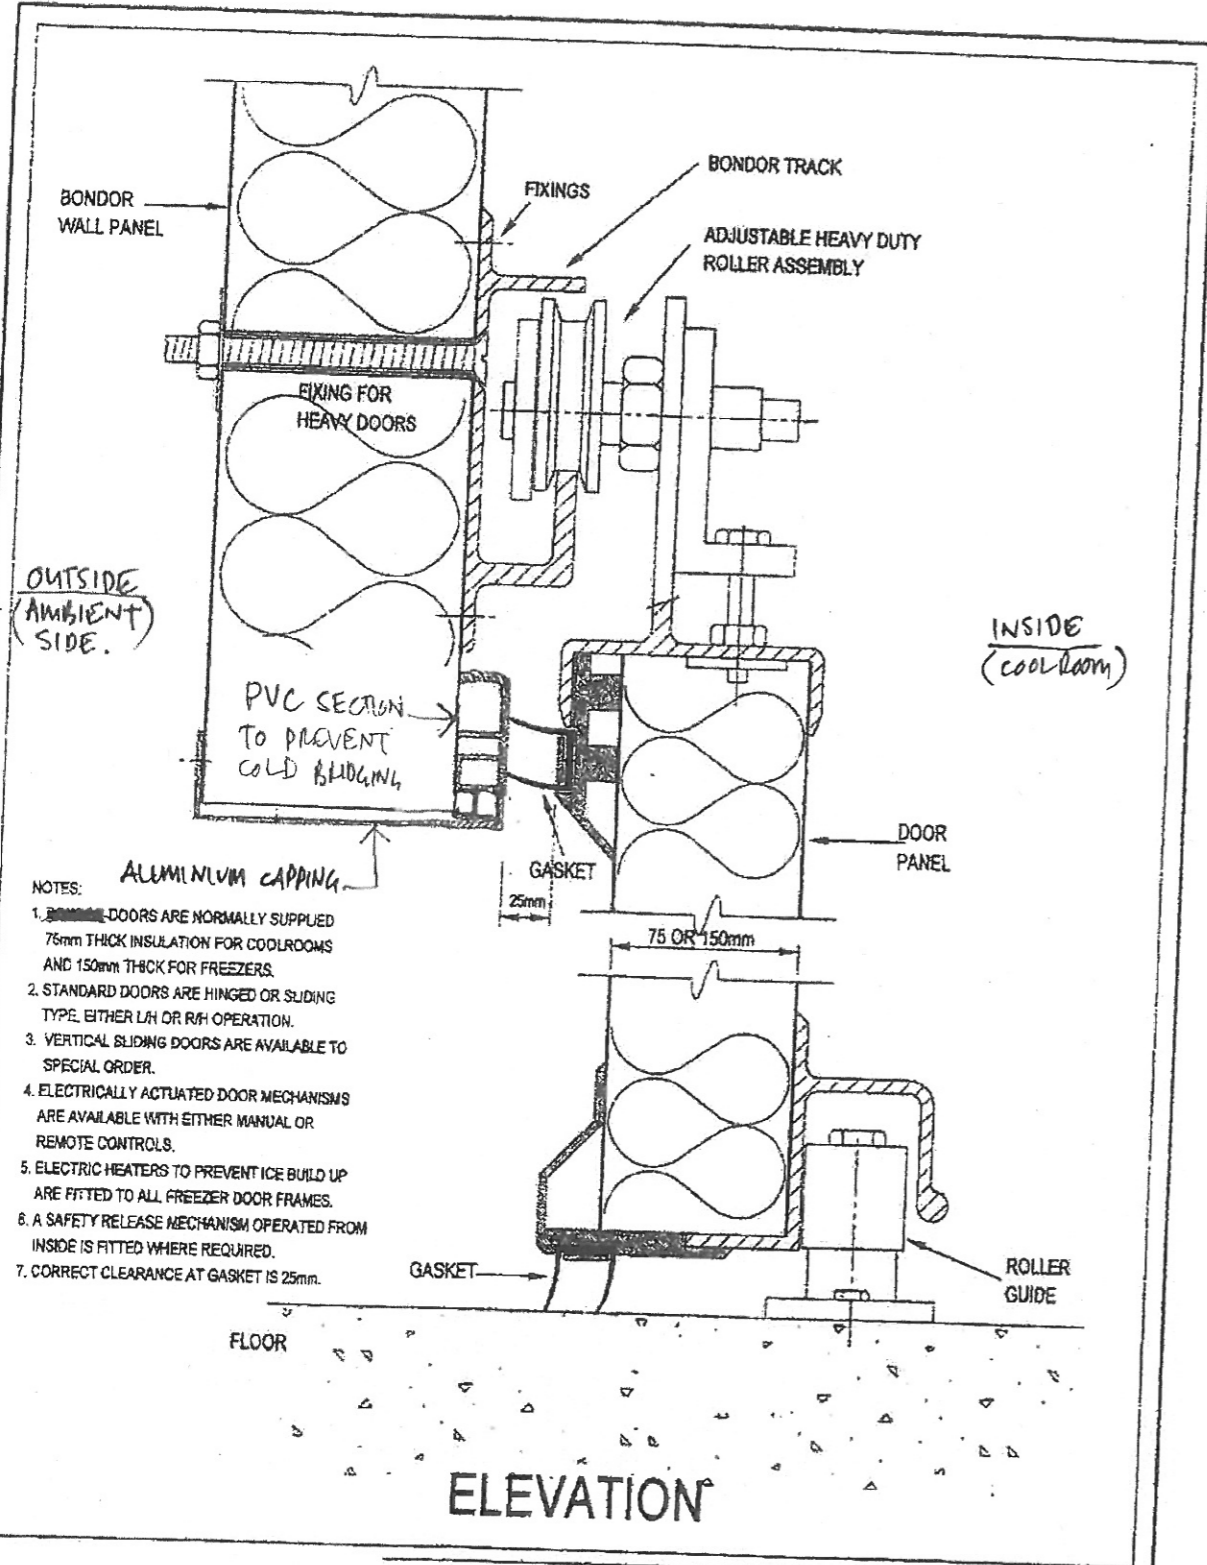 BONDOR TRACK
FIXINGS
BONDOR
WALL PANEL
ADJUSTABLE HEAVY DUTY
ROLLER ASSEMBLY
FIXING FOR
HEAVY DOORS
OUTSIDE
(AMBIENT)
SIDE.
INSIDE
(COOLROOM)
PVC SECTION
TO PREVENT
COLD BRIDGING
DOOR
PANEL
GASKET
ALUMINIUM CAPPING
25mm
75 OR 150mm
NOTES:
1. DOORS ARE NORMALLY SUPPLIED
75mm THICK INSULATION FOR COOLROOMS
AND 150mm THICK FOR FREEZERS.
2. STANDARD DOORS ARE HINGED OR SLIDING
TYPE, EITHER L/H OR R/H OPERATION.
3. VERTICAL SLIDING DOORS ARE AVAILABLE TO
SPECIAL ORDER.
4. ELECTRICALLY ACTUATED DOOR MECHANISMS
ARE AVAILABLE WITH EITHER MANUAL OR
REMOTE CONTROLS.
5. ELECTRIC HEATERS TO PREVENT ICE BUILD UP
ARE FITTED TO ALL FREEZER DOOR FRAMES.
6. A SAFETY RELEASE MECHANISM OPERATED FROM
INSIDE IS FITTED WHERE REQUIRED.
7. CORRECT CLEARANCE AT GASKET IS 25mm.
GASKET
ROLLER
GUIDE
FLOOR
ELEVATION